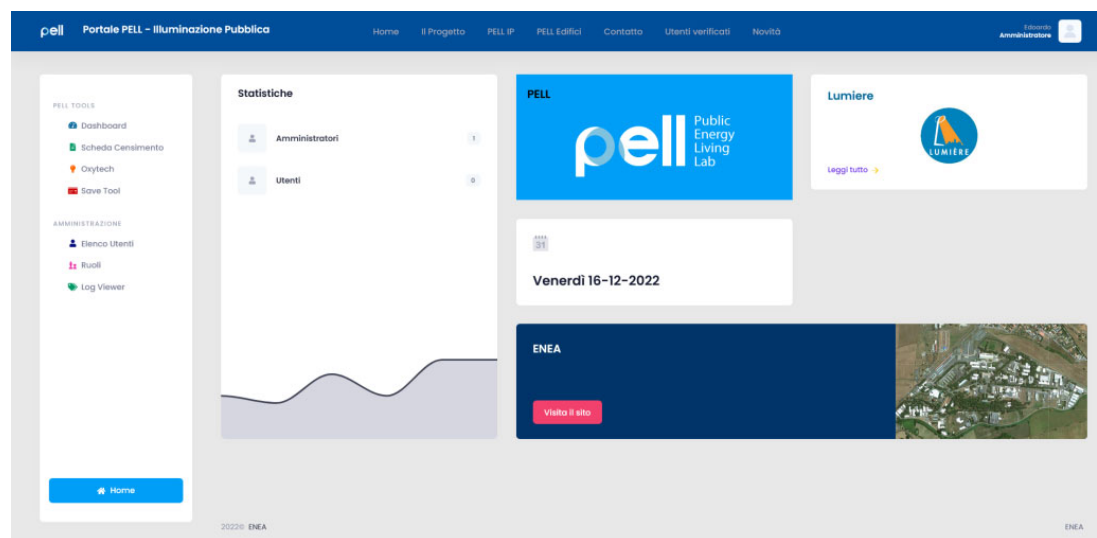 pell
Portale PELL - Illuminazione Pubblica
Home
Il Progetto
PELL IP
PELL Edifici
Contatto
Utenti verificati
Novità
Edoardo
Amministratore
PELL TOOLS
Dashboard
Scheda Censimento
Oxytech
Save Tool
AMMINISTRAZIONE
Elenco Utenti
Ruoli
Log Viewer
Home
Statistiche
Amministratori
1
Utenti
0
PELL
pell
Public
Energy
Living
Lab
Lumiere
LUMIÈRE
Leggi tutto →
31
Venerdì 16-12-2022
ENEA
Visita il sito
2022© ENEA
ENEA